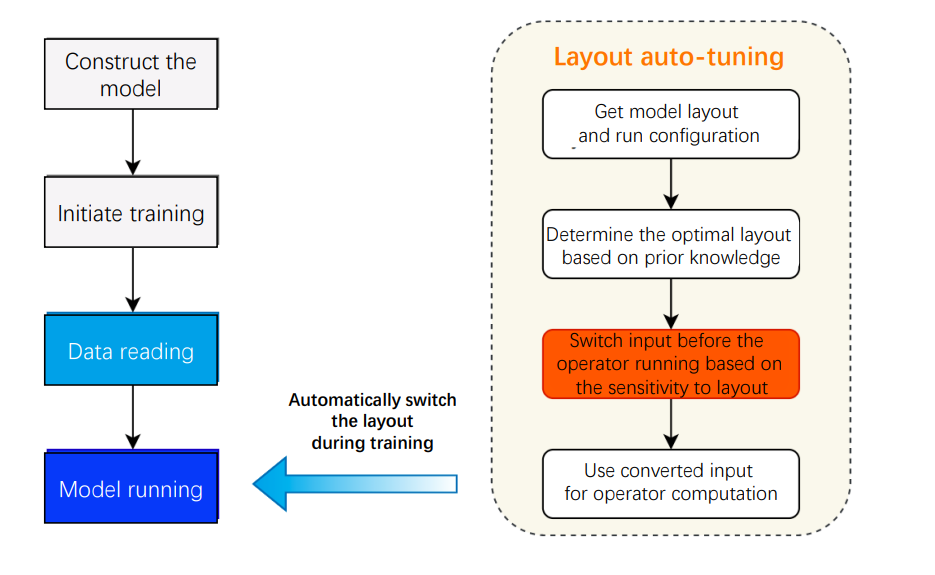 Construct the
model
Initiate training
Data reading
Model running
Automatically switch
the layout
during training
Layout auto-tuning
Get model layout
and run configuration
Determine the optimal layout
based on prior knowledge
Switch input before the
operator running based on
the sensitivity to layout
Use converted input
for operator computation